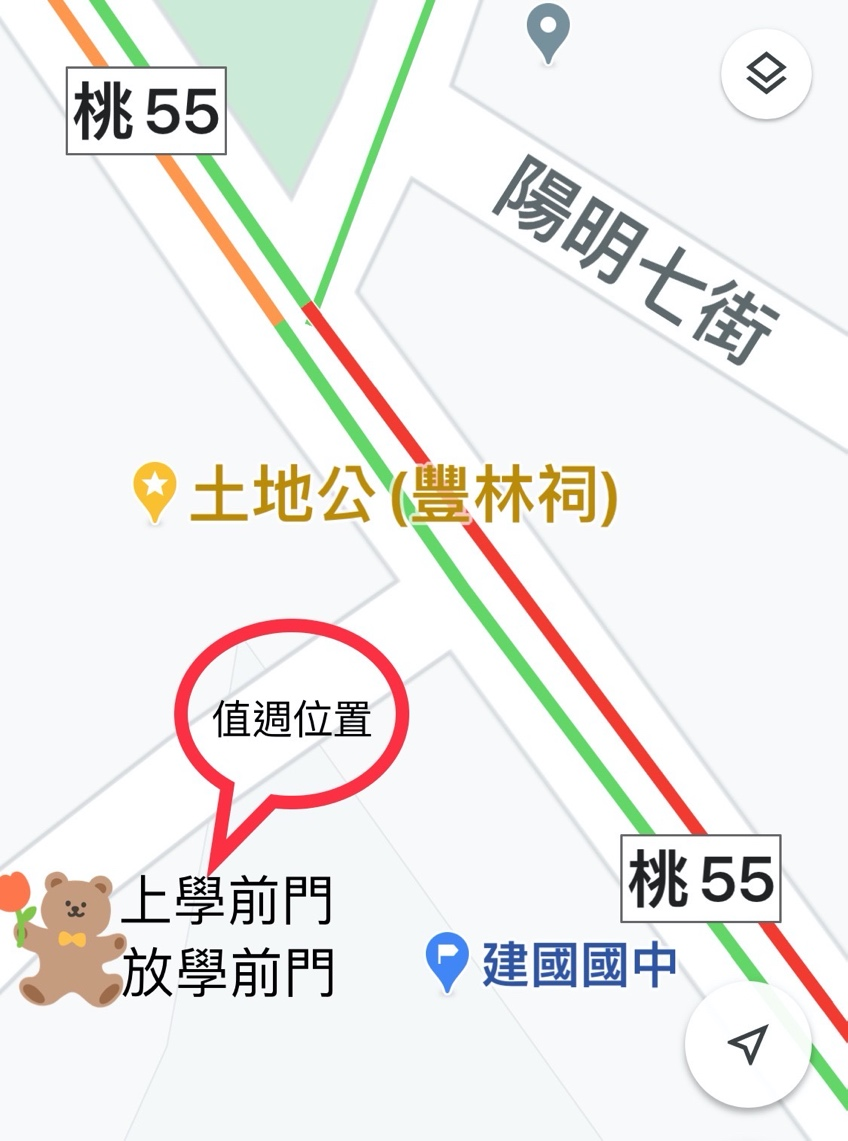 桃 55
陽明七街
土地公 (豐林祠)
值週位置
桃 55
上學前門
放學前門
建國國中